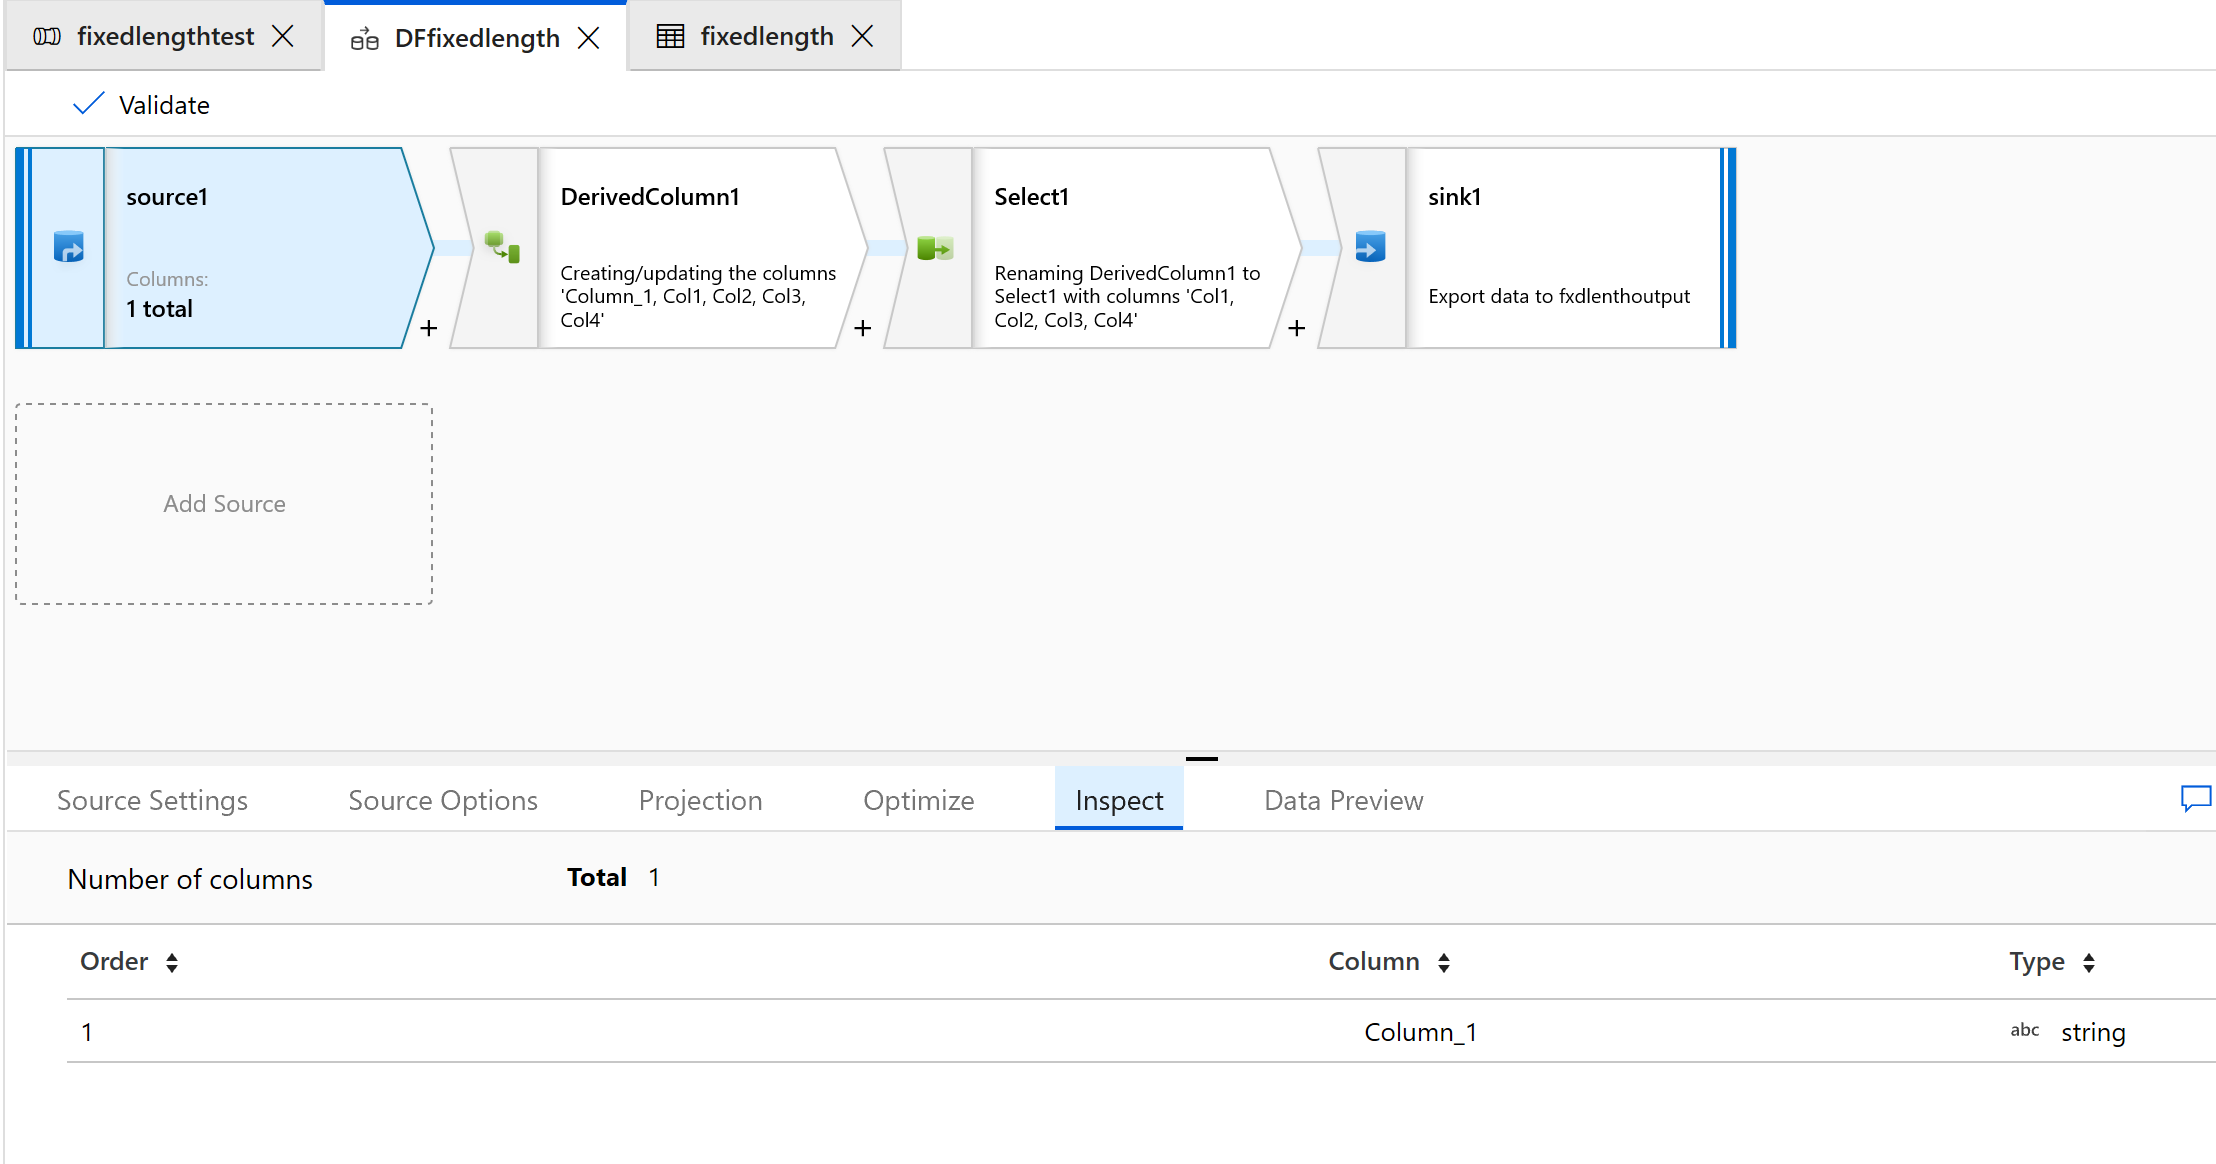 fixedlengthtest
DFfixedlength
fixedlength
Validate
source1
Columns:
1 total
+
DerivedColumn1
Creating/updating the columns
'Column_1, Col1, Col2, Col3,
Col4'
+
Select1
Renaming DerivedColumn1 to
Select1 with columns 'Col1,
Col2, Col3, Col4'
+
sink1
Export data to fxdlenthoutput
Add Source
Source Settings
Source Options
Projection
Optimize
Inspect
Data Preview
Number of columns
Total 1
Order
Column
Type
1
Column_1
abc string